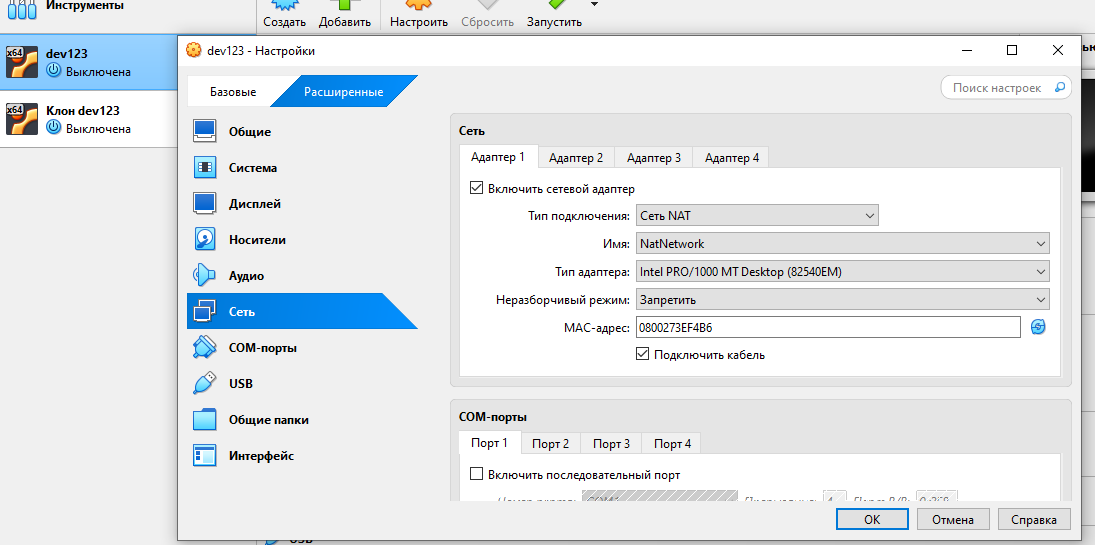 Инструменты
Создать Добавить Настроить Сбросить Запустить
x64 dev123
Выключена
x64 Клон dev123
Выключена
dev123 - Настройки
Базовые Расширенные
Поиск настроек
Общие
Система
Дисплей
Носители
Аудио
Сеть
COM-порты
USB
Общие папки
Интерфейс
Сеть
Адаптер 1 Адаптер 2 Адаптер 3 Адаптер 4
Включить сетевой адаптер
Тип подключения: Сеть NAT
Имя: NatNetwork
Тип адаптера: Intel PRO/1000 MT Desktop (82540EM)
Неразборчивый режим: Запретить
MAC-адрес: 0800273EF4B6
Подключить кабель
COM-порты
Порт 1 Порт 2 Порт 3 Порт 4
Включить последовательный порт
OK Отмена Справка
USB